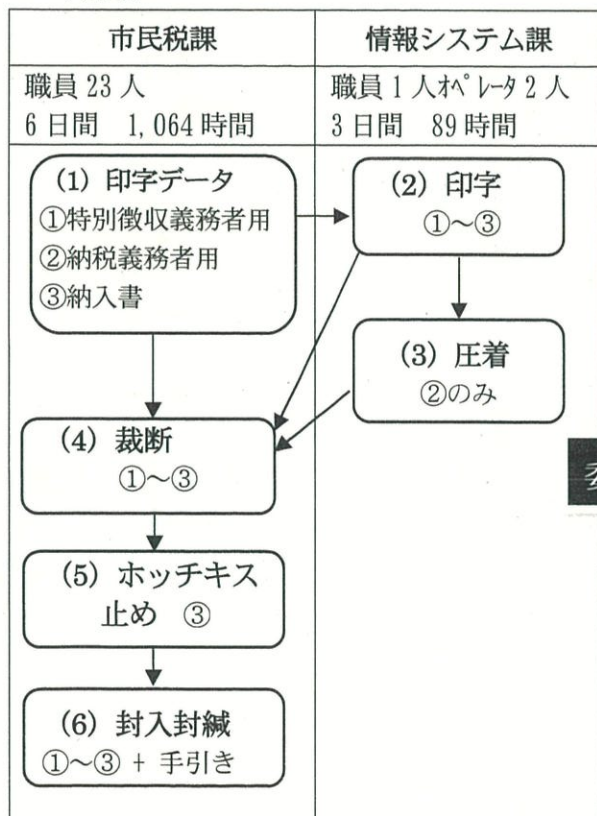 市民税課
情報システム課
職員 23 人
6 日間 1,064 時間
職員 1 人ｵﾍﾟﾚｰﾀ 2 人
3 日間 89 時間
(1) 印字データ
①特別徴収義務者用
②納税義務者用
③納入書
(2) 印字
①～③
(3) 圧着
②のみ
(4) 裁断
①～③
(5) ホッチキス
止め ③
(6) 封入封緘
①～③ + 手引き